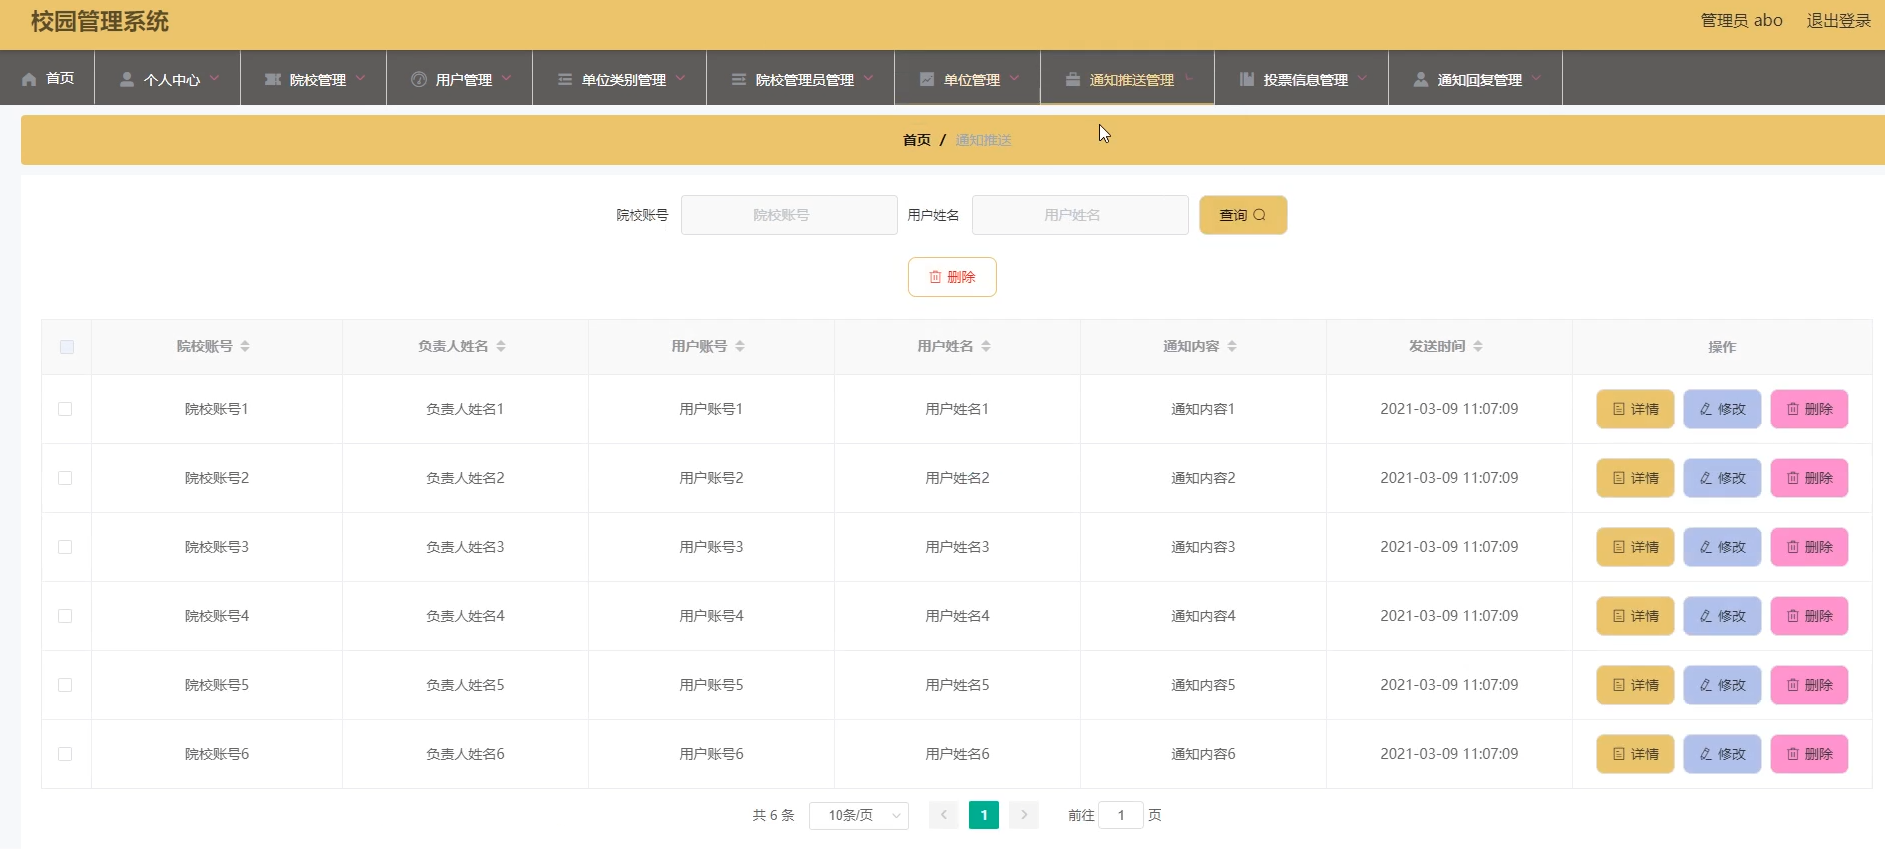 校园管理系统 管理员 abo 退出登录
首页 个人中心 院校管理 用户管理 单位类别管理 院校管理员管理 单位管理 通知推送管理 投票信息管理 通知回复管理
首页 / 通知推送
院校账号 院校账号 用户姓名 用户姓名 查询
删除
院校账号 负责人姓名 用户账号 用户姓名 通知内容 发送时间 操作
院校账号1 负责人姓名1 用户账号1 用户姓名1 通知内容1 2021-03-09 11:07:09 详情 修改 删除
院校账号2 负责人姓名2 用户账号2 用户姓名2 通知内容2 2021-03-09 11:07:09 详情 修改 删除
院校账号3 负责人姓名3 用户账号3 用户姓名3 通知内容3 2021-03-09 11:07:09 详情 修改 删除
院校账号4 负责人姓名4 用户账号4 用户姓名4 通知内容4 2021-03-09 11:07:09 详情 修改 删除
院校账号5 负责人姓名5 用户账号5 用户姓名5 通知内容5 2021-03-09 11:07:09 详情 修改 删除
院校账号6 负责人姓名6 用户账号6 用户姓名6 通知内容6 2021-03-09 11:07:09 详情 修改 删除
共 6 条 10条/页 1 前往 1 页